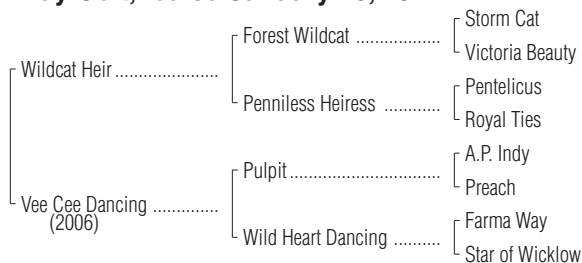 Storm Cat
Forest Wildcat ..................
Victoria Beauty
Wildcat Heir ......................
Pentelicus
Penniless Heiress ............
Royal Ties
A.P. Indy
Pulpit................................
Preach
Vee Cee Dancing ..............
(2006)
Farma Way
Wild Heart Dancing ..........
Star of Wicklow